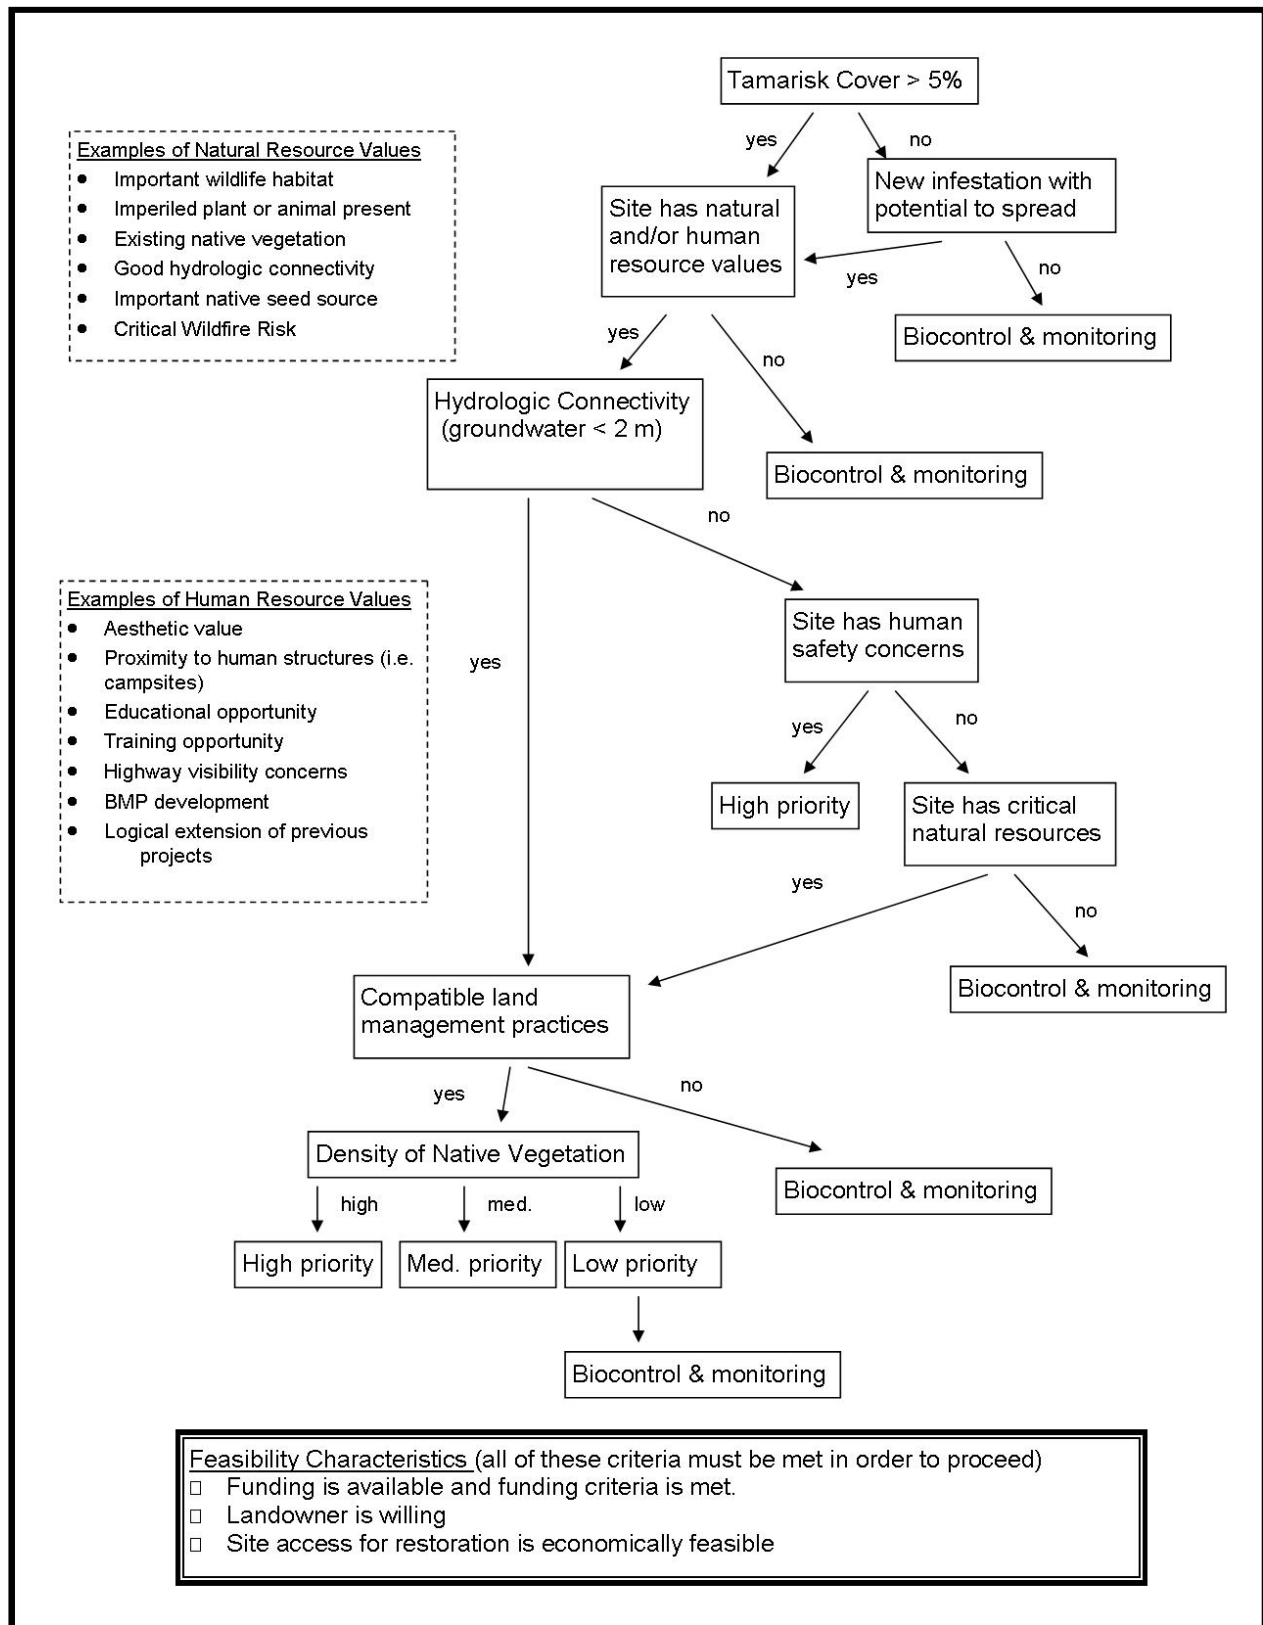 Tamarisk Cover > 5%
yes
no
Examples of Natural Resource Values
● Important wildlife habitat
● Imperiled plant or animal present
● Existing native vegetation
● Good hydrologic connectivity
● Important native seed source
● Critical Wildfire Risk
Site has natural
and/or human
resource values
New infestation with
potential to spread
yes
no
Biocontrol & monitoring
yes
no
Hydrologic Connectivity
(groundwater < 2 m)
Biocontrol & monitoring
no
yes
Examples of Human Resource Values
● Aesthetic value
● Proximity to human structures (i.e.
campsites)
● Educational opportunity
● Training opportunity
● Highway visibility concerns
● BMP development
● Logical extension of previous
projects
Site has human
safety concerns
yes
no
High priority
Site has critical
natural resources
yes
no
Biocontrol & monitoring
Compatible land
management practices
yes
no
Density of Native Vegetation
Biocontrol & monitoring
high
med.
low
High priority
Med. priority
Low priority
Biocontrol & monitoring
Feasibility Characteristics (all of these criteria must be met in order to proceed)
□ Funding is available and funding criteria is met.
□ Landowner is willing
□ Site access for restoration is economically feasible